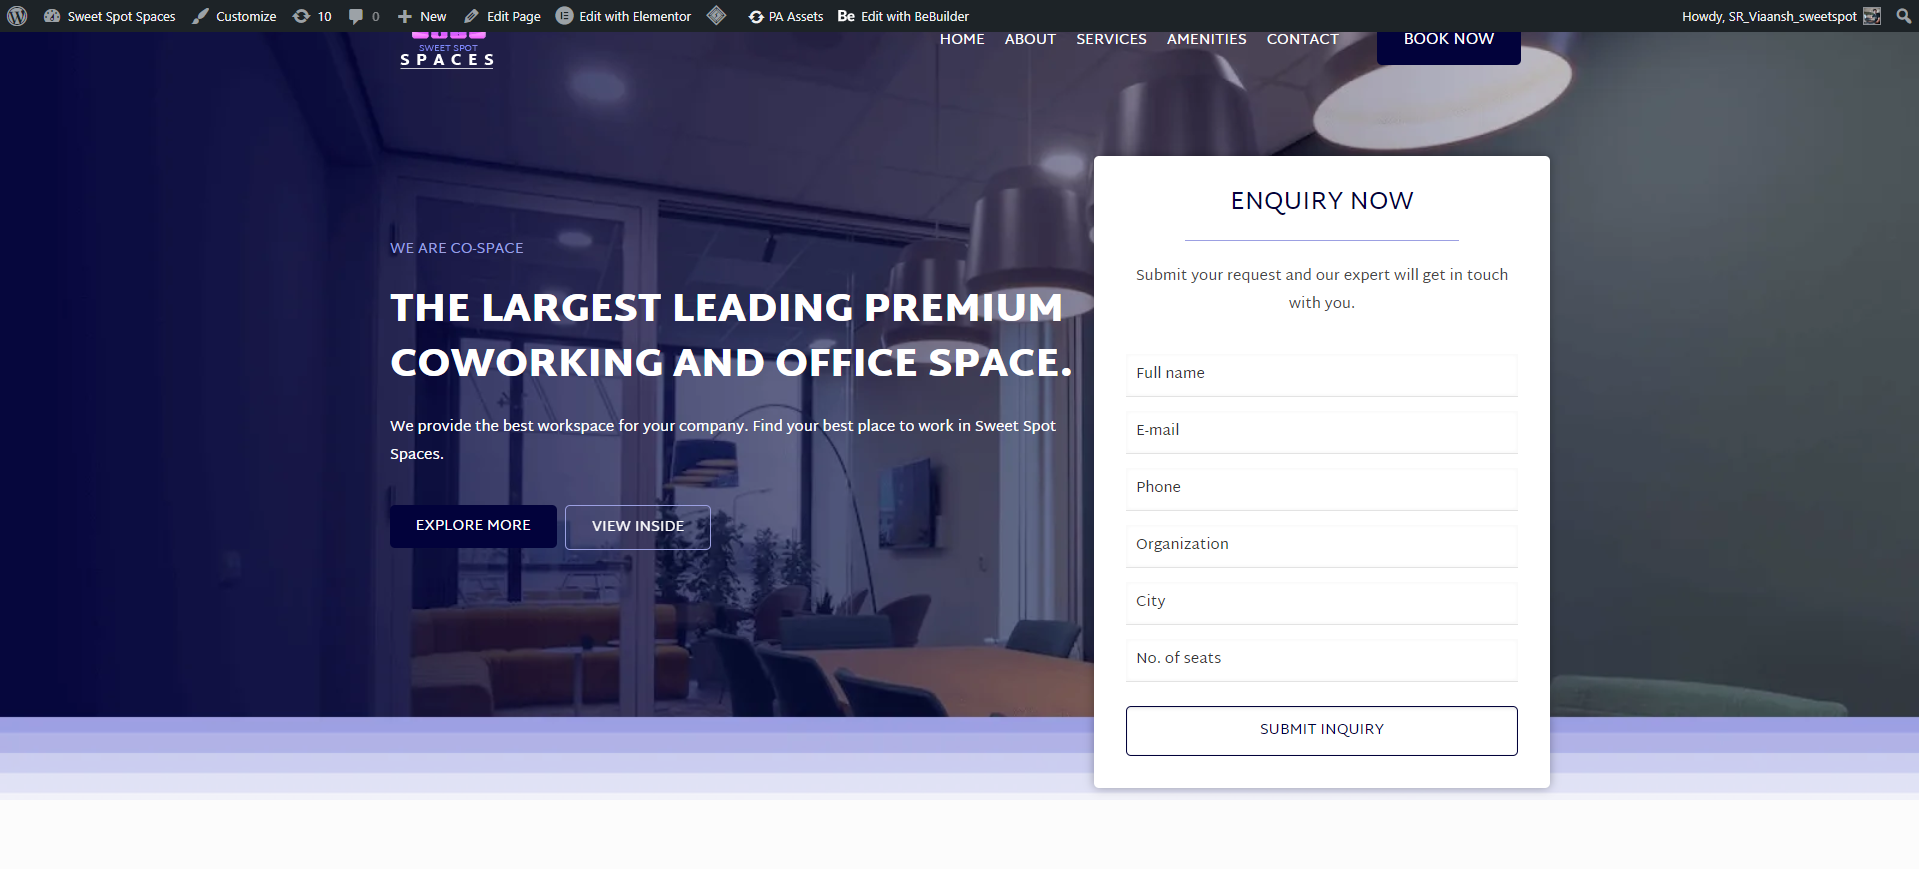 Sweet Spot Spaces Customize 10 0 New Edit Page Edit with Elementor PA Assets Be Edit with BeBuilder Howdy, SR_Viaansh_sweetspot
SWEET SPOT
SPACES
HOME ABOUT SERVICES AMENITIES CONTACT BOOK NOW
WE ARE CO-SPACE
THE LARGEST LEADING PREMIUM
COWORKING AND OFFICE SPACE.
We provide the best workspace for your company. Find your best place to work in Sweet Spot
Spaces.
EXPLORE MORE VIEW INSIDE
ENQUIRY NOW
Submit your request and our expert will get in touch
with you.
Full name
E-mail
Phone
Organization
City
No. of seats
SUBMIT INQUIRY